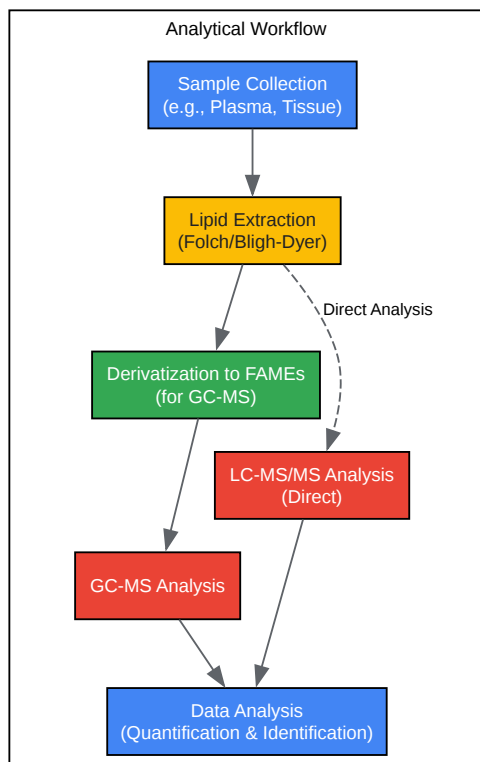 Analytical Workflow
Sample Collection
(e.g., Plasma, Tissue)
Lipid Extraction
(Folch/Bligh-Dyer)
Direct Analysis
Derivatization to FAMEs
(for GC-MS)
LC-MS/MS Analysis
(Direct)
GC-MS Analysis
Data Analysis
(Quantification & Identification)